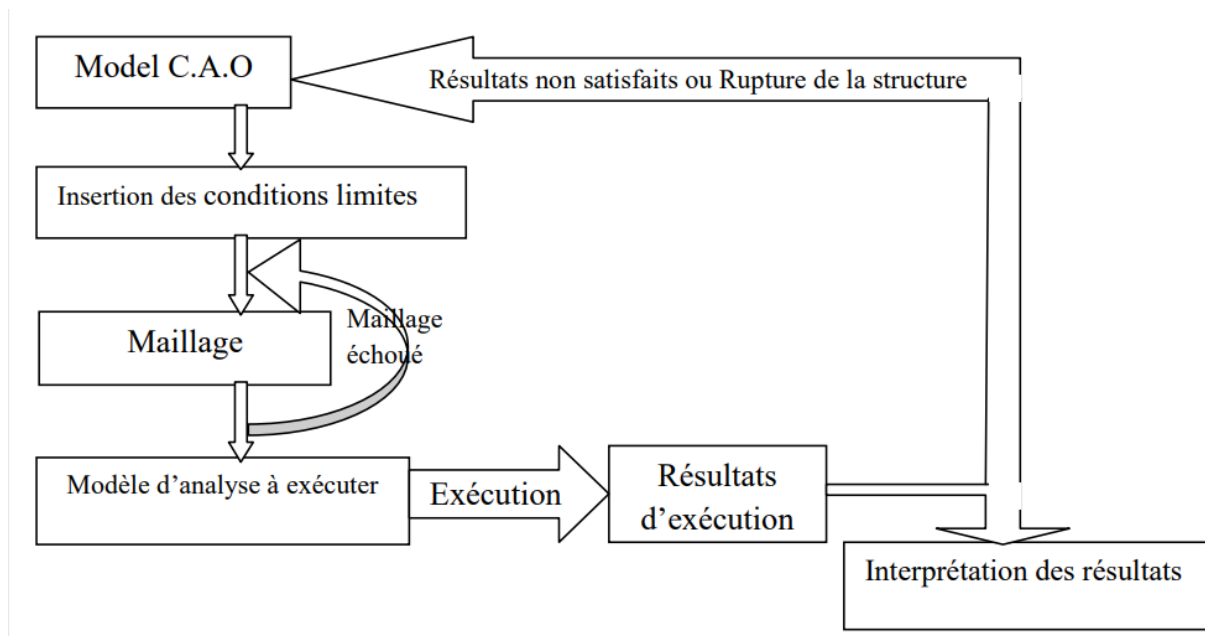 Model C.A.O
Résultats non satisfaits ou Rupture de la structure
Insertion des conditions limites
Maillage
échoué
Maillage
Modèle d’analyse à exécuter
Exécution
Résultats
d’exécution
Interprétation des résultats